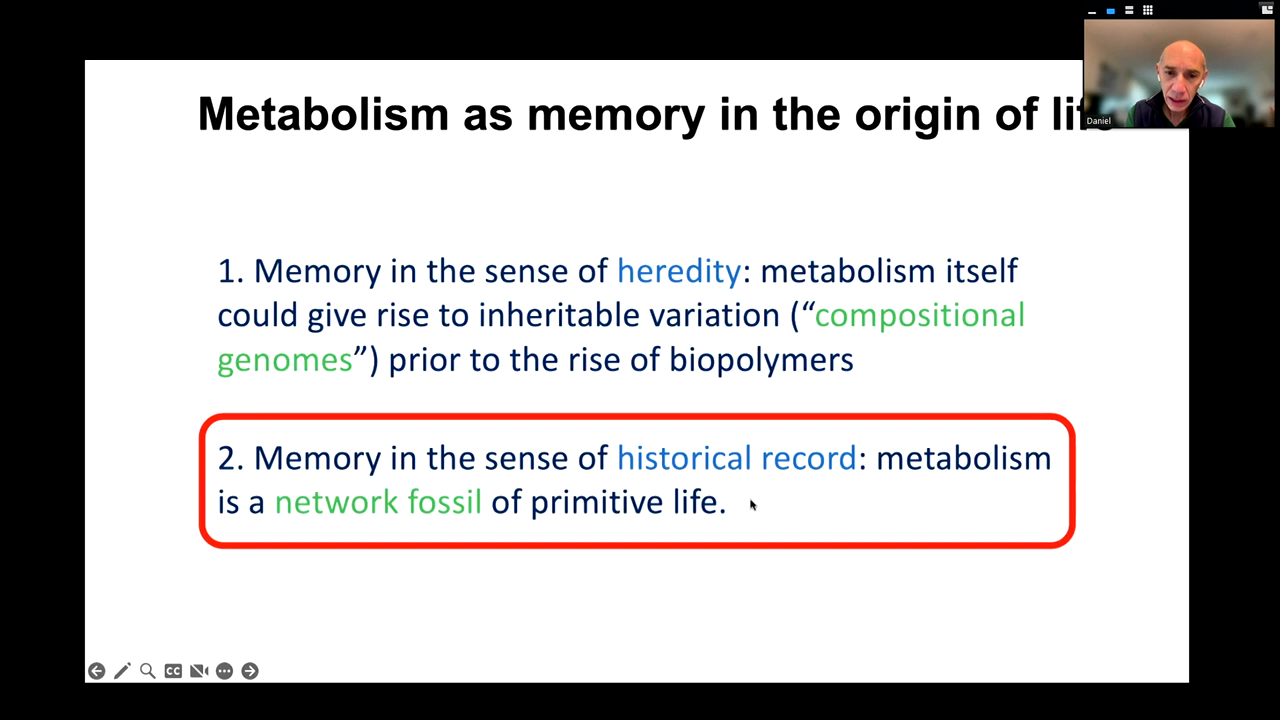 Metabolism as memory in the origin of life
Daniel
1. Memory in the sense of heredity: metabolism itself
could give rise to inheritable variation (“compositional
genomes”) prior to the rise of biopolymers
2. Memory in the sense of historical record: metabolism
is a network fossil of primitive life.
CC